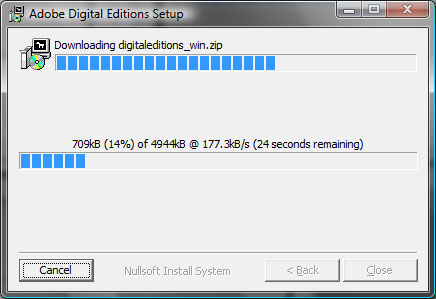 Adobe Digital Editions Setup
Downloading digitaleditions_win.zip
709kB (14%) of 4944kB @ 177.3kB/s (24 seconds remaining)
Cancel
Nullsoft Install System
< Back
Close